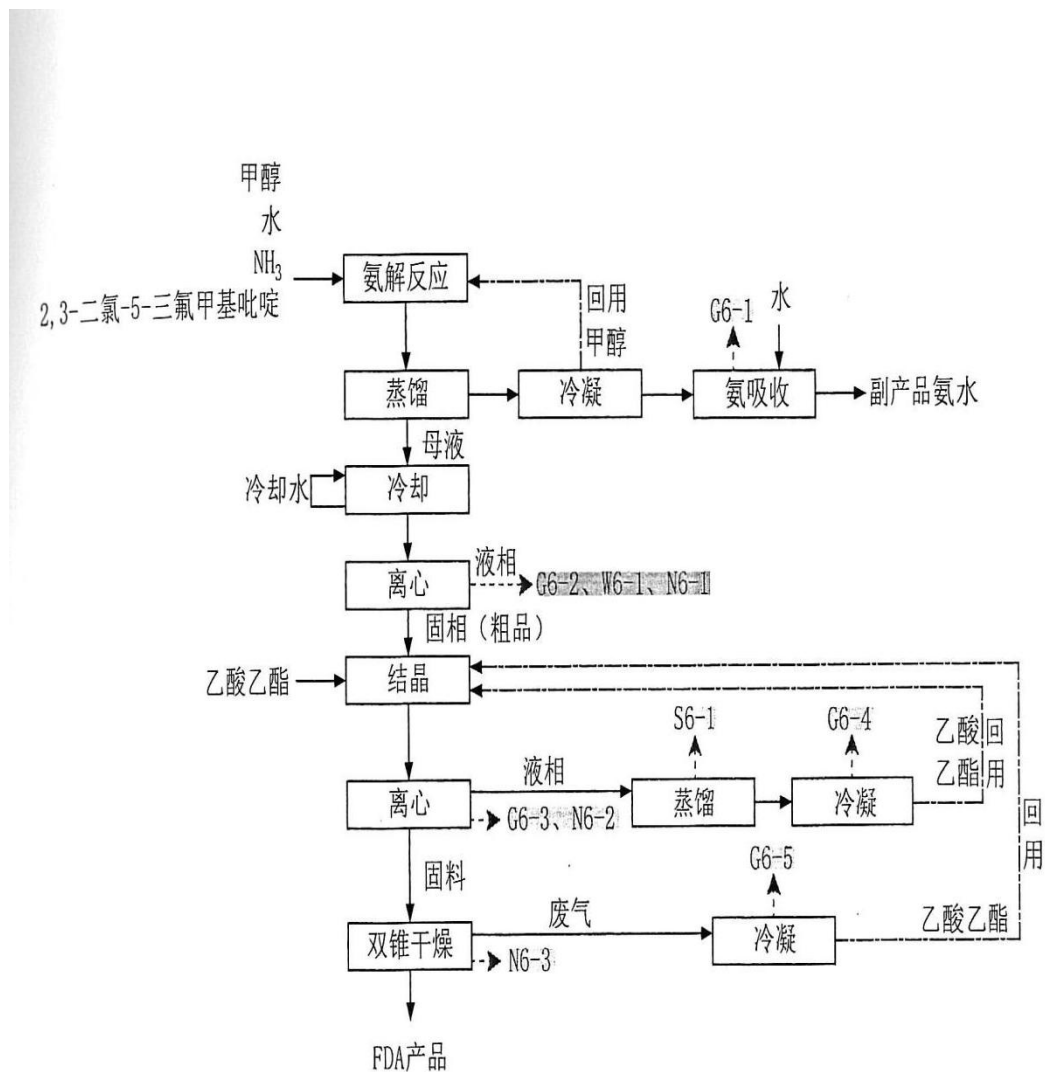 甲醇
水
NH₃
2,3-二氯-5-三氟甲基吡啶
氨解反应
回用
甲醇
G6-1
水
蒸馏
冷凝
氨吸收
副产品氨水
母液
冷却水
冷却
离心
液相
G6-2、W6-1、N6-1
固相（粗品）
乙酸乙酯
结晶
S6-1
G6-4
乙酸
乙酯
回
用
液相
离心
蒸馏
冷凝
G6-3、N6-2
回
用
G6-5
固料
废气
乙酸乙酯
双锥干燥
冷凝
N6-3
FDA产品